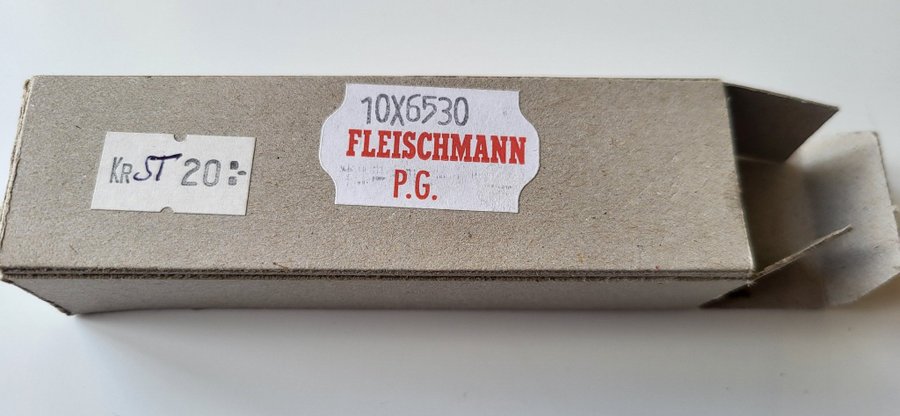 KR ST 20:-
10X6530
FLEISCHMANN
P.G.